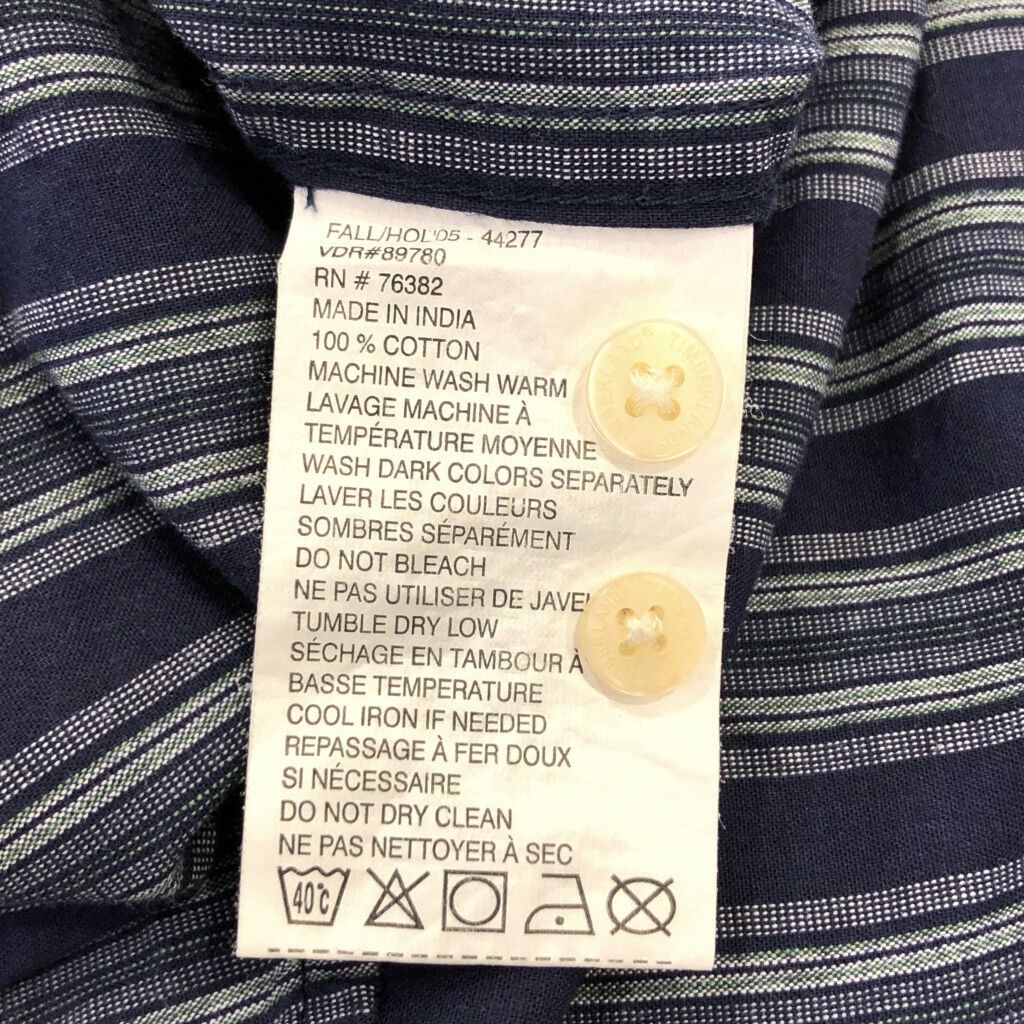 FALL/HOL'05 - 44277
VDR#89780
RN # 76382
MADE IN INDIA
100 % COTTON
MACHINE WASH WARM
LAVAGE MACHINE À
TEMPÉRATURE MOYENNE
WASH DARK COLORS SEPARATELY
LAVER LES COULEURS
SOMBRES SÉPARÉMENT
DO NOT BLEACH
NE PAS UTILISER DE JAVEL
TUMBLE DRY LOW
SÉCHAGE EN TAMBOUR À
BASSE TEMPERATURE
COOL IRON IF NEEDED
REPASSAGE À FER DOUX
SI NÉCESSAIRE
DO NOT DRY CLEAN
NE PAS NETTOYER À SEC
40°C
TIMBERLAND